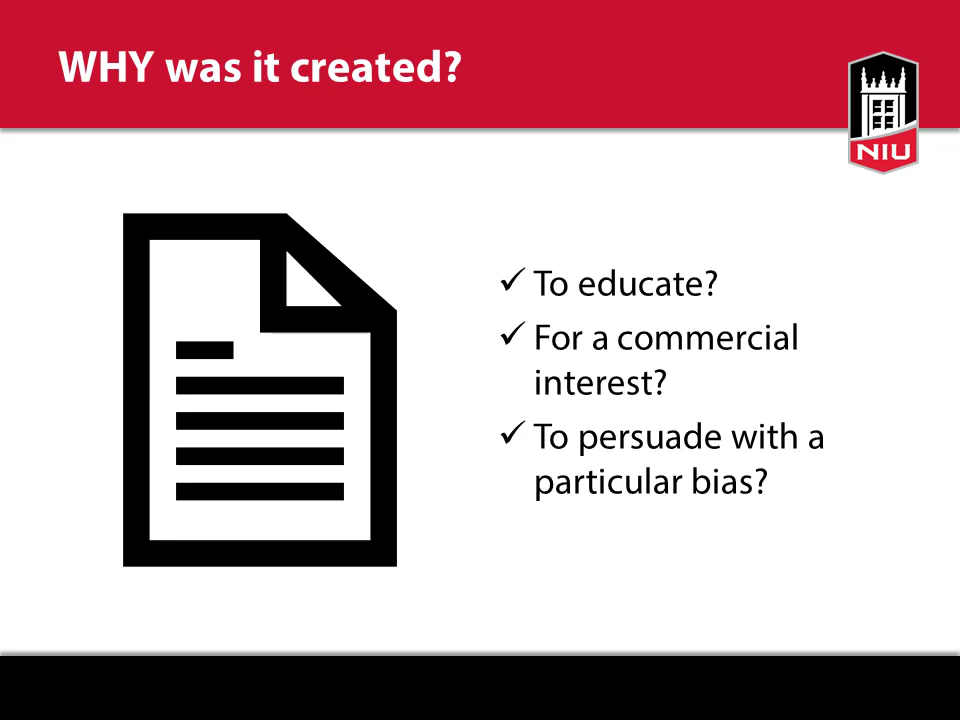 WHY was it created?
NIU
✓ To educate?
✓ For a commercial
interest?
✓ To persuade with a
particular bias?